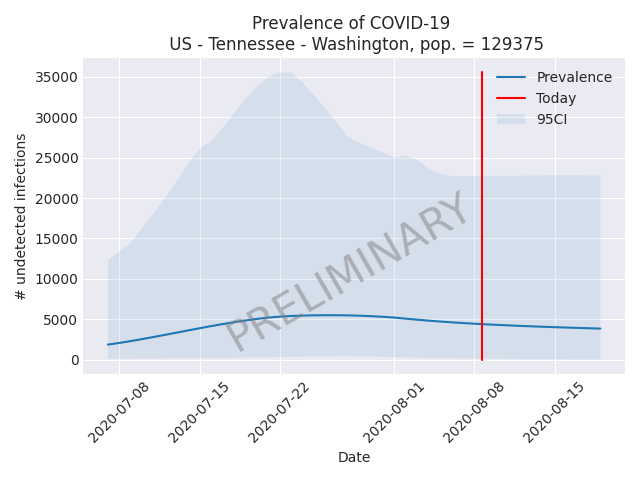 Prevalence of COVID-19
US - Tennessee - Washington, pop. = 129375
# undetected infections
35000
30000
25000
20000
15000
10000
5000
0
Prevalence
Today
95CI
PRELIMINARY
2020-07-08
2020-07-15
2020-07-22
2020-08-01
2020-08-08
2020-08-15
Date